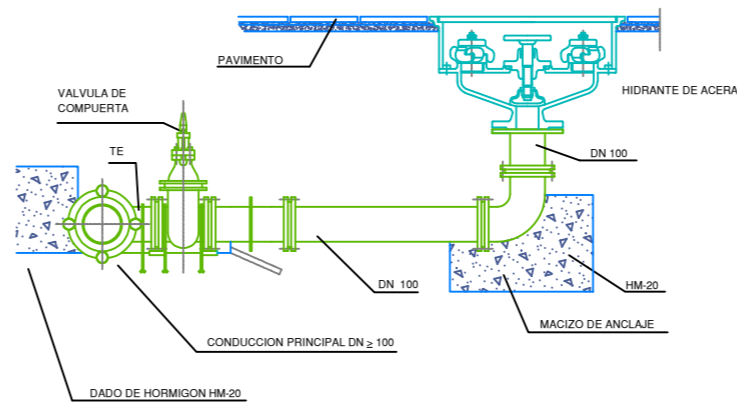 PAVIMENTO
HIDRANTE DE ACERA
VALVULA DE
COMPUERTA
TE
DN 100
DN 100
HM-20
MACIZO DE ANCLAJE
CONDUCCION PRINCIPAL DN ≥ 100
DADO DE HORMIGON HM-20